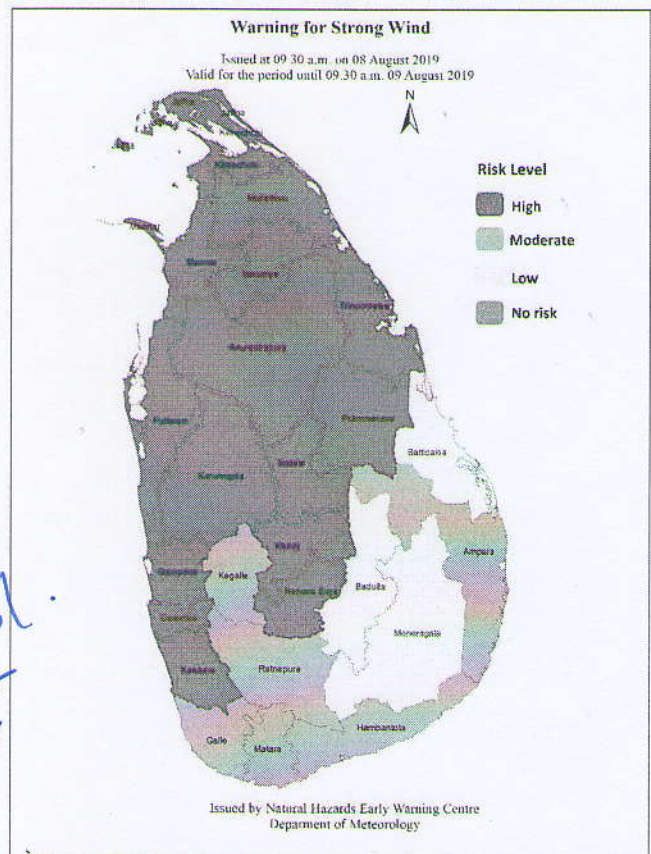 Warning for Strong Wind
Issued at 09.30 a.m. on 08 August 2019
Valid for the period until 09.30 a.m. 09 August 2019
N
Risk Level
High
Moderate
Low
No risk
Mannar
Vavuniya
Trincomalee
Anuradhapura
Puttalam
Polonnaruwa
Batticaloa
Matale
Kurunegala
Kandy
Ampara
Gampaha
Kegalle
Badulla
Nuwara Eliya
Colombo
Moneragala
Kalutara
Ratnapura
Hambantota
Galle
Matara
Issued by Natural Hazards Early Warning Centre
Deparment of Meteorology